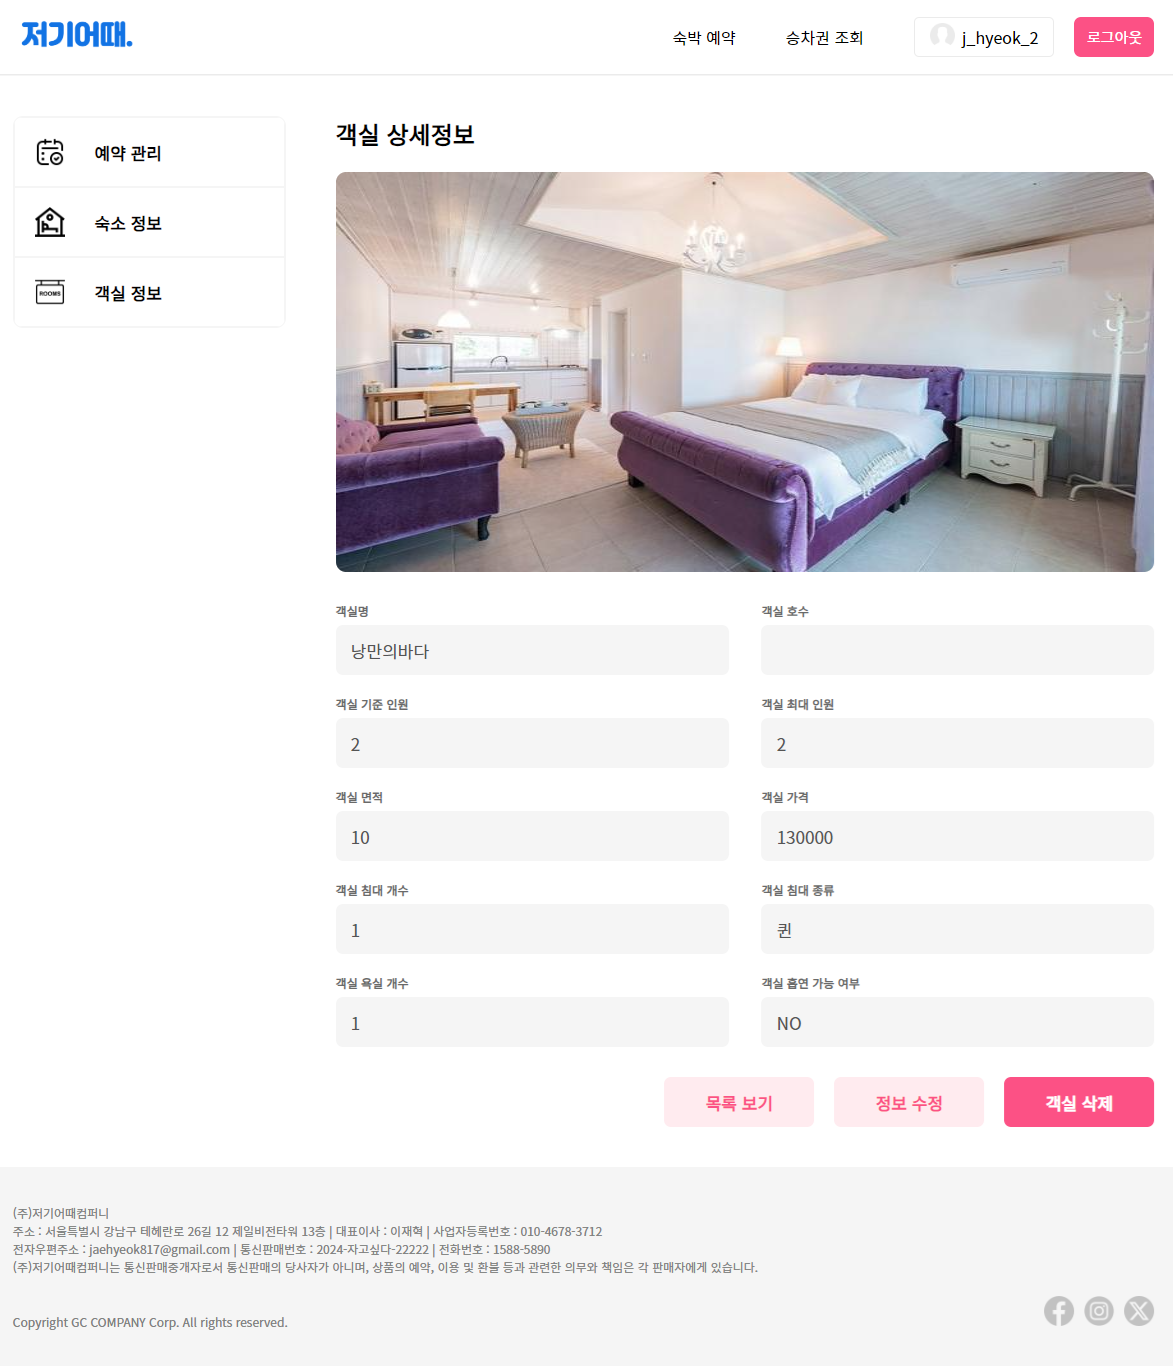 저기어때.
숙박 예약
승차권 조회
j_hyeok_2
로그아웃
예약 관리
숙소 정보
ROOMS
객실 정보
객실 상세정보
객실명
객실 호수
낭만의바다
객실 기준 인원
객실 최대 인원
2
2
객실 면적
객실 가격
10
130000
객실 침대 개수
객실 침대 종류
1
퀸
객실 욕실 개수
객실 흡연 가능 여부
1
NO
목록 보기
정보 수정
객실 삭제
(주)저기어때컴퍼니
주소 : 서울특별시 강남구 테헤란로 26길 12 제일비전타워 13층 | 대표이사 : 이재혁 | 사업자등록번호 : 010-4678-3712
전자우편주소 : jaehyeok817@gmail.com | 통신판매번호 : 2024-자고싶다-22222 | 전화번호 : 1588-5890
(주)저기어때컴퍼니는 통신판매중개자로서 통신판매의 당사자가 아니며, 상품의 예약, 이용 및 환불 등과 관련한 의무와 책임은 각 판매자에게 있습니다.
Copyright GC COMPANY Corp. All rights reserved.